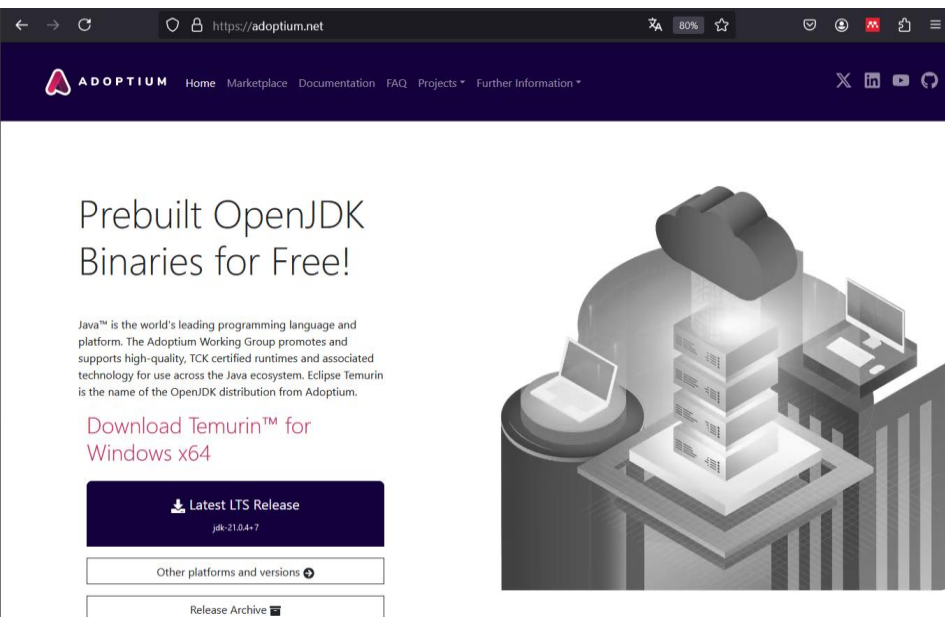 https://adoptium.net
80%
ADOPTIUM Home Marketplace Documentation FAQ Projects Further Information
Prebuilt OpenJDK
Binaries for Free!
Java™ is the world's leading programming language and
platform. The Adoptium Working Group promotes and
supports high-quality, TCK certified runtimes and associated
technology for use across the Java ecosystem. Eclipse Temurin
is the name of the OpenJDK distribution from Adoptium.
Download Temurin™ for
Windows x64
Latest LTS Release
jdk-21.0.4+7
Other platforms and versions
Release Archive